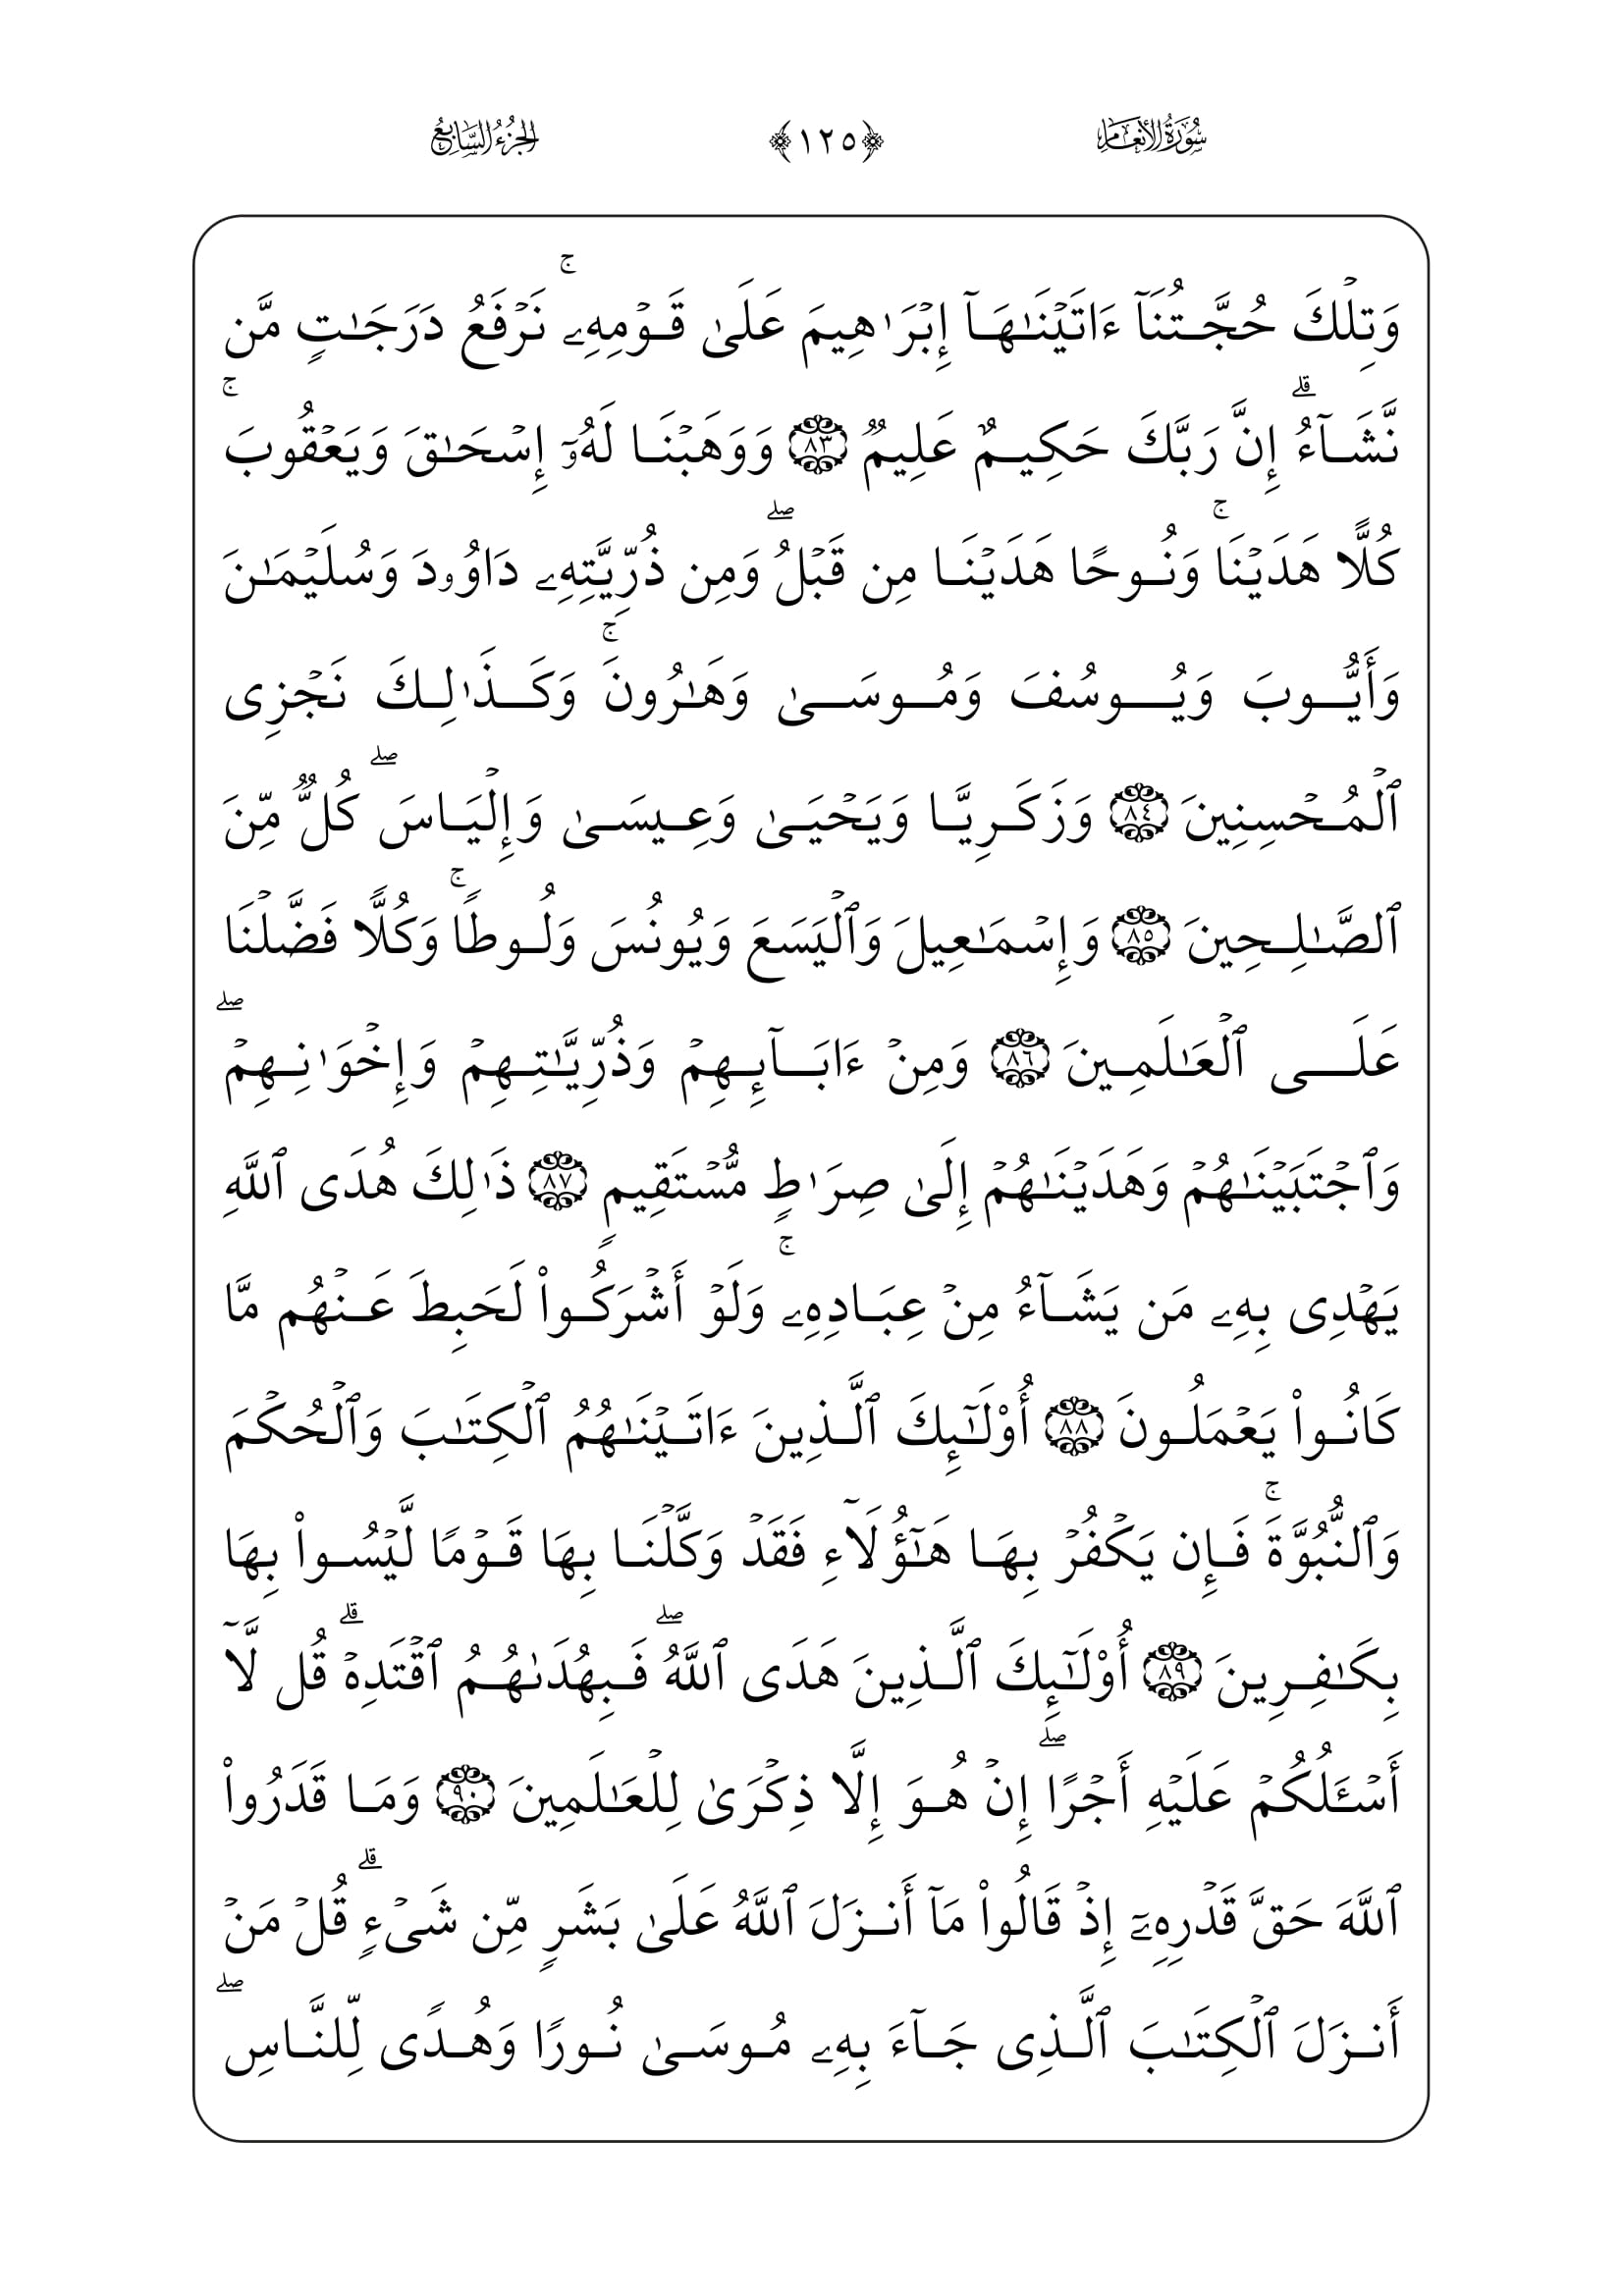 سُورَةُ الأَنعَام ﴿١٢٥﴾ الجُزءُ السَّابِعُ
وَتِلۡكَ حُجَّتُنَآ ءَاتَيۡنَٰهَآ إِبۡرَٰهِيمَ عَلَىٰ قَوۡمِهِۦۚ نَرۡفَعُ دَرَجَٰتٖ مَّن
نَّشَآءُۗ إِنَّ رَبَّكَ حَكِيمٌ عَلِيمٞ ٨٣ وَوَهَبۡنَا لَهُۥٓ إِسۡحَٰقَ وَيَعۡقُوبَۚ
كُلًّا هَدَيۡنَاۚ وَنُوحًا هَدَيۡنَا مِن قَبۡلُۖ وَمِن ذُرِّيَّتِهِۦ دَاوُۥدَ وَسُلَيۡمَٰنَ
وَأَيُّوبَ وَيُوسُفَ وَمُوسَىٰ وَهَٰرُونَۚ وَكَذَٰلِكَ نَجۡزِى
ٱلۡمُحۡسِنِينَ ٨٤ وَزَكَرِيَّا وَيَحۡيَىٰ وَعِيسَىٰ وَإِلۡيَاسَۖ كُلّٞ مِّنَ
ٱلصَّٰلِحِينَ ٨٥ وَإِسۡمَٰعِيلَ وَٱلۡيَسَعَ وَيُونُسَ وَلُوطٗاۚ وَكُلّٗا فَضَّلۡنَا
عَلَى ٱلۡعَٰلَمِينَ ٨٦ وَمِنۡ ءَابَآئِهِمۡ وَذُرِّيَّٰتِهِمۡ وَإِخۡوَٰنِهِمۡۖ
وَٱجۡتَبَيۡنَٰهُمۡ وَهَدَيۡنَٰهُمۡ إِلَىٰ صِرَٰطٖ مُّسۡتَقِيمٖ ٨٧ ذَٰلِكَ هُدَى ٱللَّهِ
يَهۡدِى بِهِۦ مَن يَشَآءُ مِنۡ عِبَادِهِۦۚ وَلَوۡ أَشۡرَكُواْ لَحَبِطَ عَنۡهُم مَّا
كَانُواْ يَعۡمَلُونَ ٨٨ أُوْلَٰٓئِكَ ٱلَّذِينَ ءَاتَيۡنَٰهُمُ ٱلۡكِتَٰبَ وَٱلۡحُكۡمَ
وَٱلنُّبُوَّةَۚ فَإِن يَكۡفُرۡ بِهَا هَٰٓؤُلَآءِ فَقَدۡ وَكَّلۡنَا بِهَا قَوۡمٗا لَّيۡسُواْ بِهَا
بِكَٰفِرِينَ ٨٩ أُوْلَٰٓئِكَ ٱلَّذِينَ هَدَى ٱللَّهُۖ فَبِهُدَىٰهُمُ ٱقۡتَدِهۡۗ قُل لَّآ
أَسۡـَٔلُكُمۡ عَلَيۡهِ أَجۡرًاۖ إِنۡ هُوَ إِلَّا ذِكۡرَىٰ لِلۡعَٰلَمِينَ ٩٠ وَمَا قَدَرُواْ
ٱللَّهَ حَقَّ قَدۡرِهِۦٓ إِذۡ قَالُواْ مَآ أَنزَلَ ٱللَّهُ عَلَىٰ بَشَرٖ مِّن شَىۡءٖۗ قُلۡ مَنۡ
أَنزَلَ ٱلۡكِتَٰبَ ٱلَّذِى جَآءَ بِهِۦ مُوسَىٰ نُورٗا وَهُدٗى لِّلنَّاسِۖ